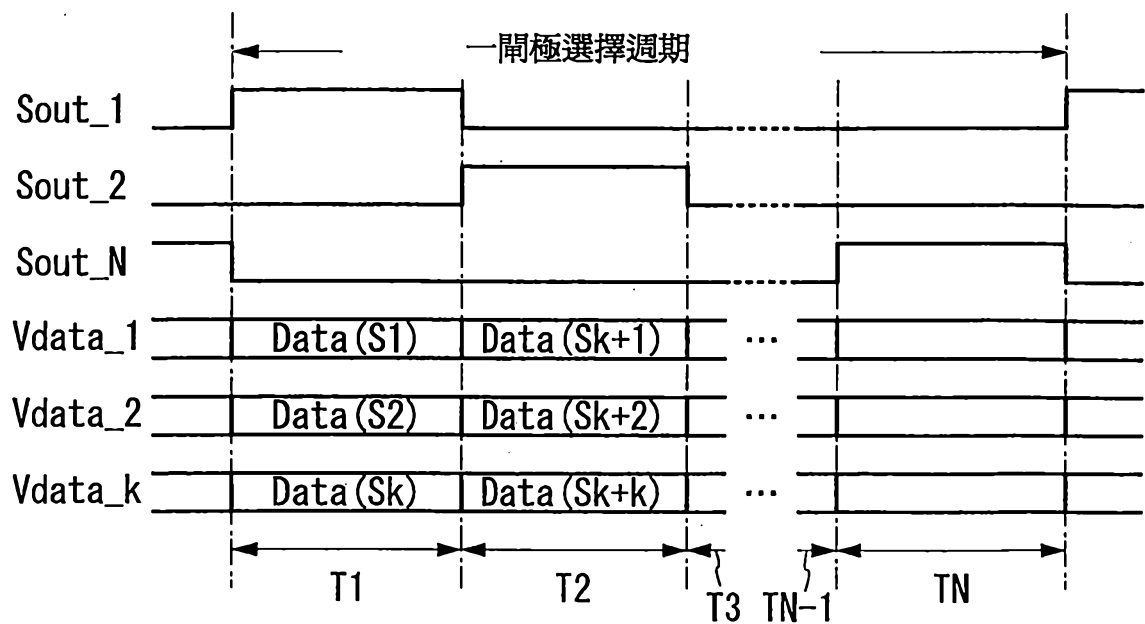 一閘極選擇週期
Sout_1
Sout_2
Sout_N
Vdata_1 Data(S1) Data(Sk+1) ...
Vdata_2 Data(S2) Data(Sk+2) ...
Vdata_k Data(Sk) Data(Sk+k) ...
T1 T2 T3 TN-1 TN